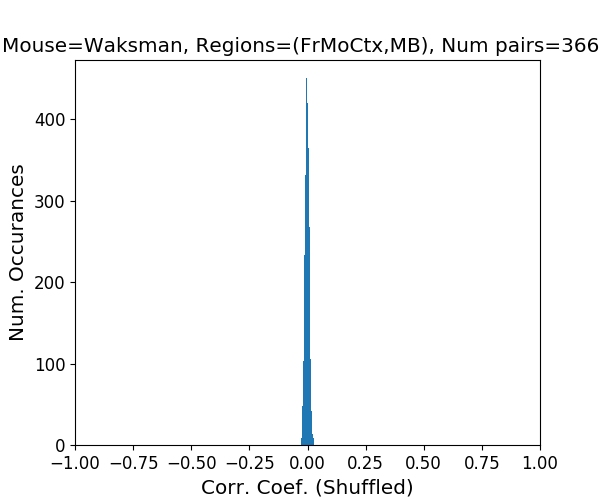 Mouse=Waksman, Regions=(FrMoCtx,MB), Num pairs=366
Num. Occurances
400
300
200
100
0
−1.00 −0.75 −0.50 −0.25 0.00 0.25 0.50 0.75 1.00
Corr. Coef. (Shuffled)